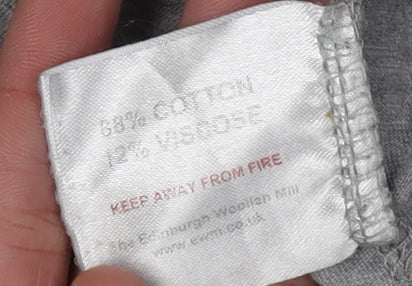 88% COTTON
12% VISCOSE
KEEP AWAY FROM FIRE
The Edinburgh Woollen Mill
www.ewm.co.uk